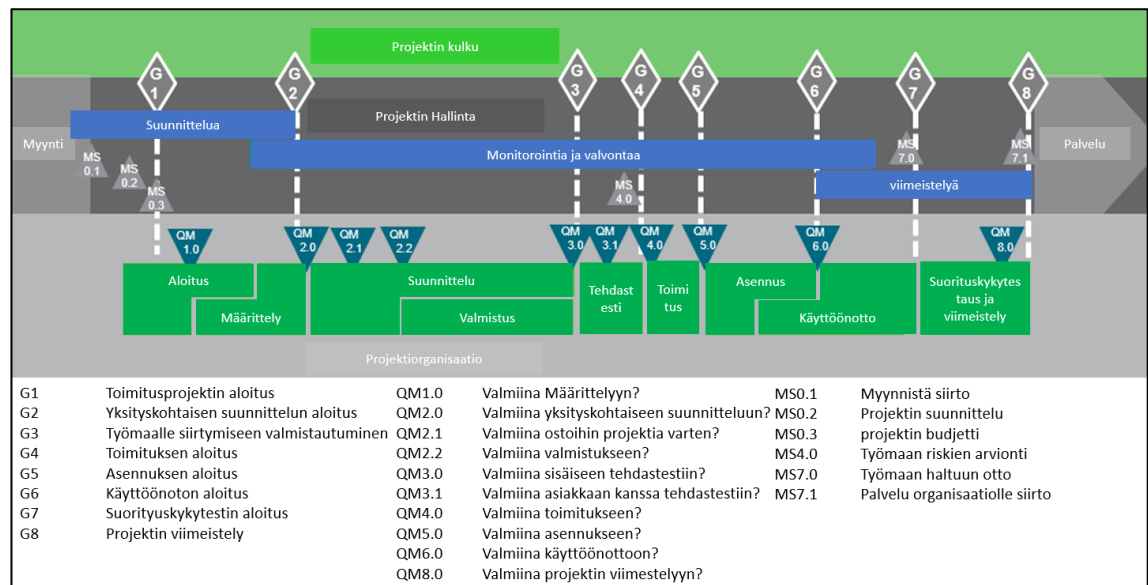 Projektin kulku
G
1
G
2
G
3
G
4
G
5
G
6
G
7
G
8
Suunnittelua
Projektin Hallinta
Myynti
Monitorointia ja valvontaa
Palvelu
MS
0.1
MS
0.2
MS
0.3
MS
4.0
MS
7.0
MS
7.1
viimeistelyä
QM
1.0
QM
2.0
QM
2.1
QM
2.2
QM
3.0
QM
3.1
QM
4.0
QM
5.0
QM
6.0
QM
8.0
Aloitus
Määrittely
Suunnittelu
Valmistus
Tehdast
esti
Toimi
tus
Asennus
Käyttöönotto
Suorituskykytes
taus ja
viimeistely
Projektiorganisaatio
G1 Toimitusprojektin aloitus
G2 Yksityskohtaisen suunnittelun aloitus
G3 Työmaalle siirtymiseen valmistautuminen
G4 Toimituksen aloitus
G5 Asennuksen aloitus
G6 Käyttöönoton aloitus
G7 Suorityuskykytestin aloitus
G8 Projektin viimeistely
QM1.0 Valmiina Määrittelyyn?
QM2.0 Valmiina yksityskohtaiseen suunnitteluun?
QM2.1 Valmiina ostoihin projektia varten?
QM2.2 Valmiina valmistukseen?
QM3.0 Valmiina sisäiseen tehdastestiin?
QM3.1 Valmiina asiakkaan kanssa tehdastestiin?
QM4.0 Valmiina toimitukseen?
QM5.0 Valmiina asennukseen?
QM6.0 Valmiina käyttöönottoon?
QM8.0 Valmiina projektin viimestelyyn?
MS0.1 Myynnistä siirto
MS0.2 Projektin suunnittelu
MS0.3 projektin budjetti
MS4.0 Työmaan riskien arvionti
MS7.0 Työmaan haltuun otto
MS7.1 Palvelu organisaatiolle siirto